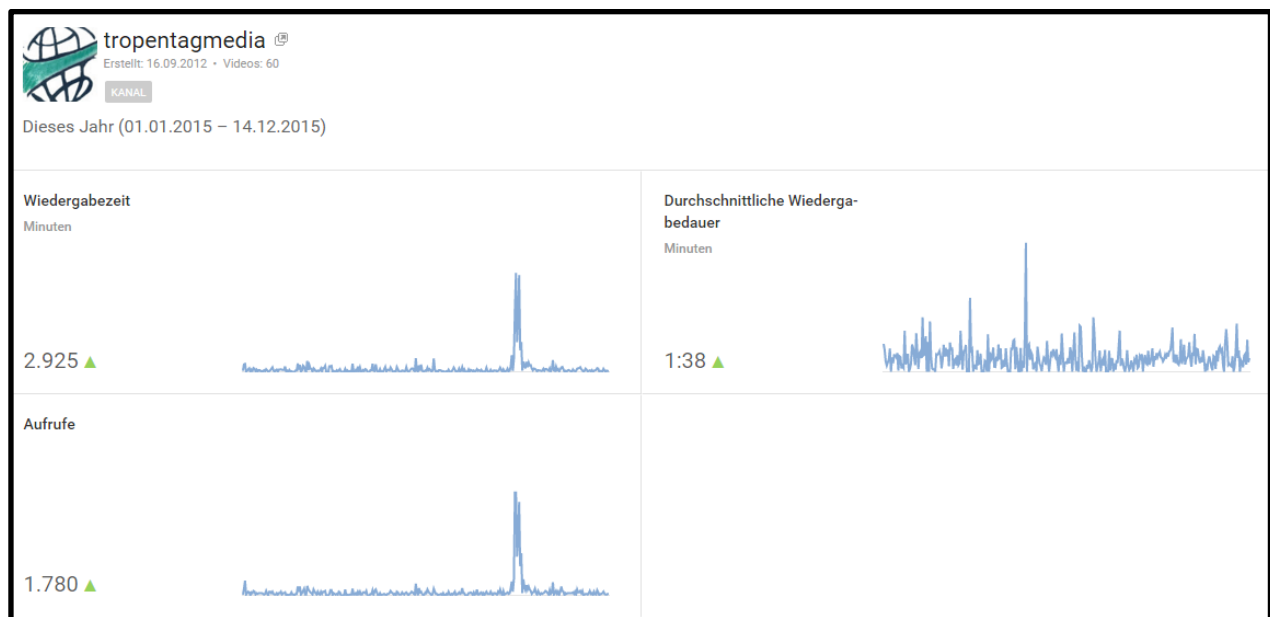 tropentagmedia
Erstellt: 16.09.2012 • Videos: 60
KANAL
Dieses Jahr (01.01.2015 – 14.12.2015)
Wiedergabezeit
Minuten
2.925
Durchschnittliche Wiederga-
bedauer
Minuten
1:38
Aufrufe
1.780